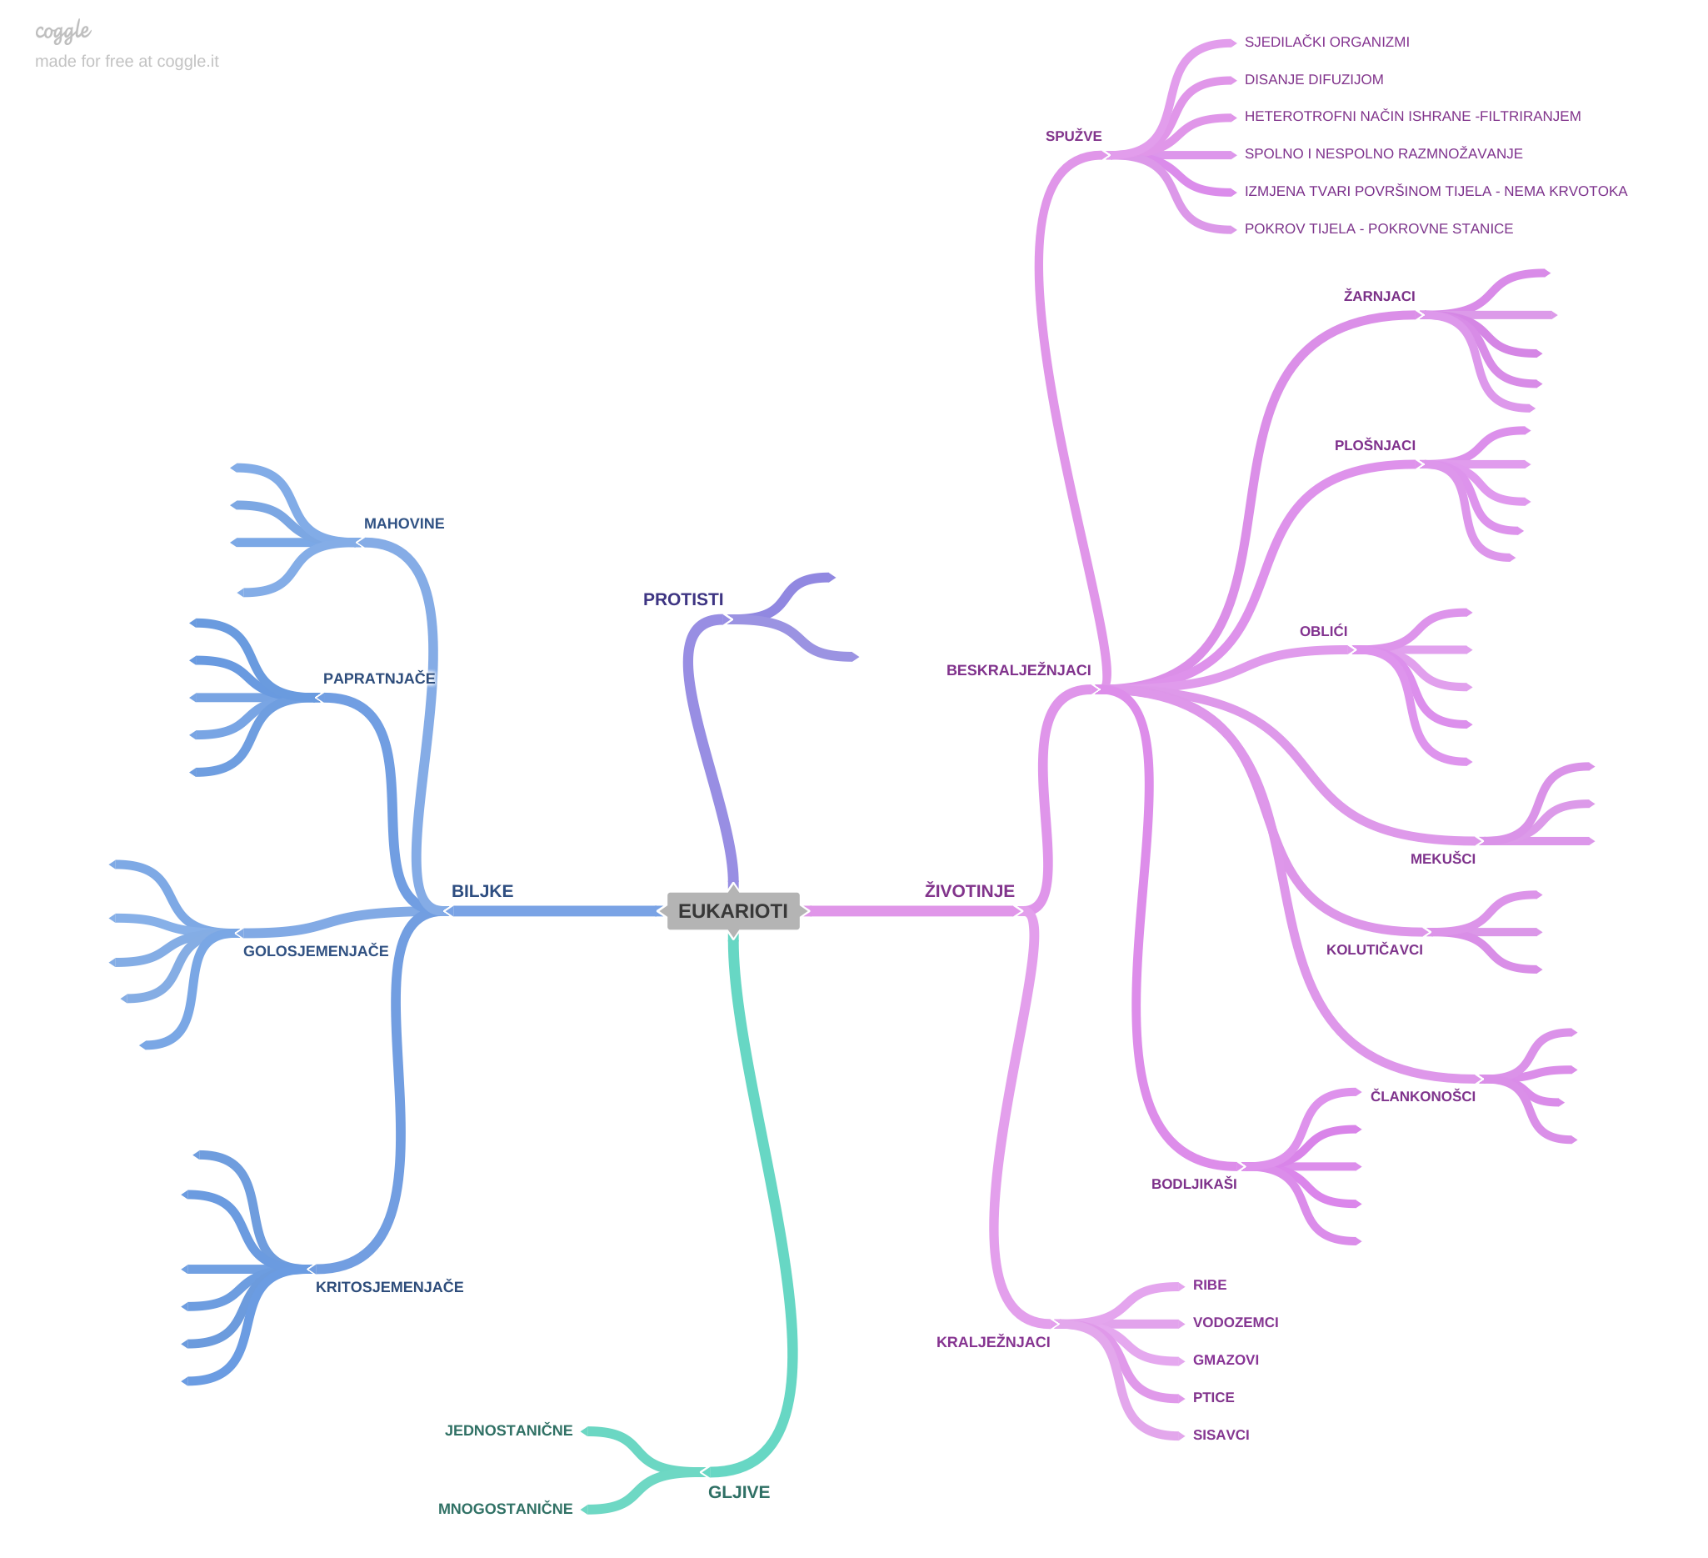 coggle
made for free at coggle.it
SJEDILAČKI ORGANIZMI
DISANJE DIFUZIJOM
HETEROTROFNI NAČIN ISHRANE -FILTRIRANJEM
SPUŽVE
SPOLNO I NESPOLNO RAZMNOŽAVANJE
IZMJENA TVARI POVRŠINOM TIJELA - NEMA KRVOTOKA
POKROV TIJELA - POKROVNE STANICE
ŽARNJACI
PLOŠNJACI
MAHOVINE
PROTISTI
OBLIĆI
BESKRALJEŽNJACI
PAPRATNJAČE
MEKUŠCI
BILJKE
ŽIVOTINJE
EUKARIOTI
GOLOSJEMENJAČE
KOLUTIČAVCI
ČLANKONOŠCI
BODLJIKAŠI
KRITOSJEMENJAČE
RIBE
VODOZEMCI
KRALJEŽNJACI
GMAZOVI
PTICE
SISAVCI
JEDNOSTANIČNE
GLJIVE
MNOGOSTANIČNE